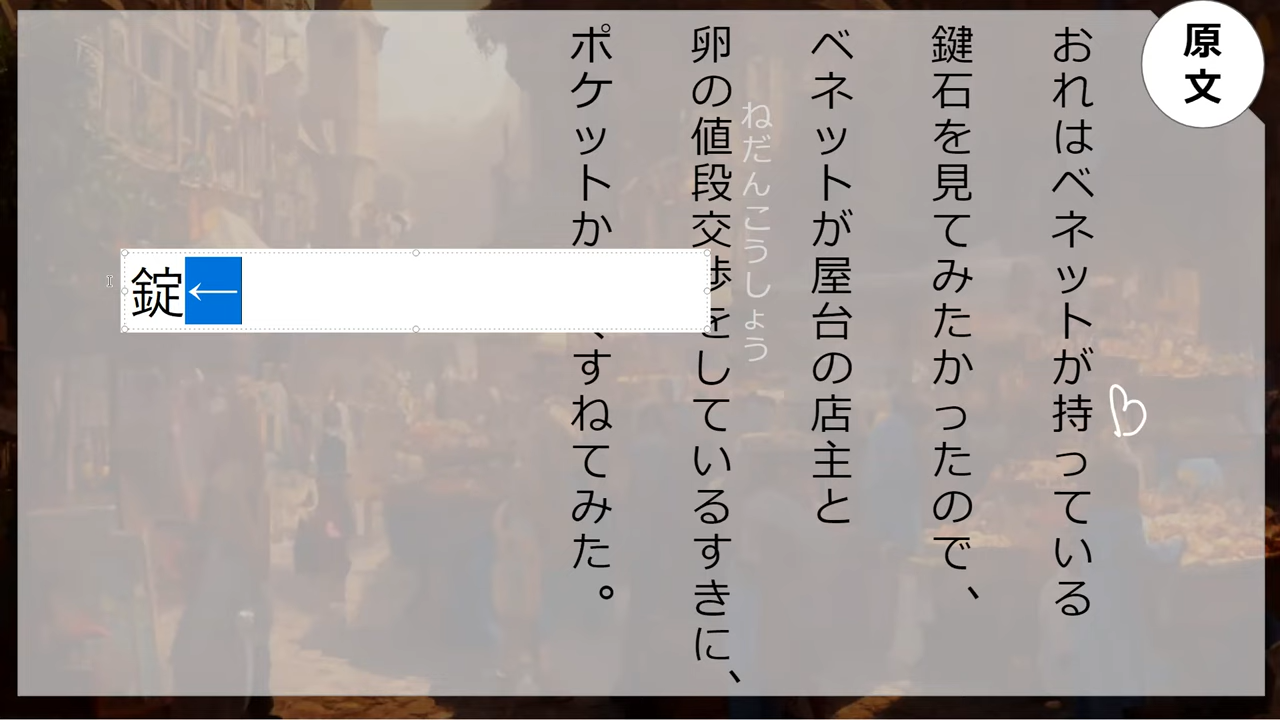 原文
おれはベネットが持っている
鍵石を見てみたかったので、
ベネットが屋台の店主と
卵の値段交渉をしているすきに、
ねだんこうしょう
ポケットか
、すねてみた。
錠←